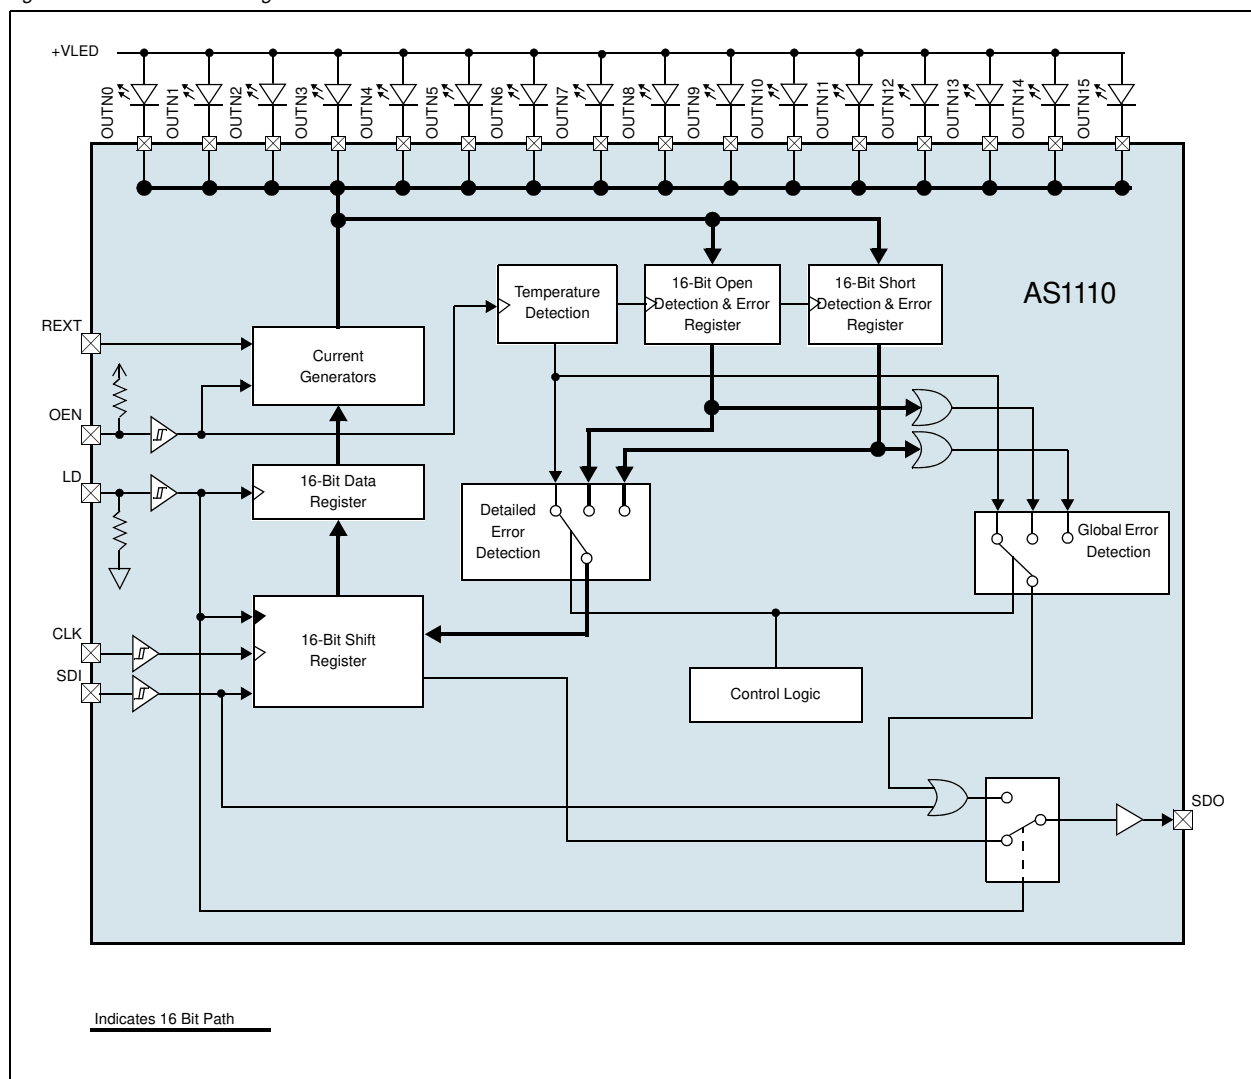 +VLED
OUTN0
OUTN1
OUTN2
OUTN3
OUTN4
OUTN5
OUTN6
OUTN7
OUTN8
OUTN9
OUTN10
OUTN11
OUTN12
OUTN13
OUTN14
OUTN15
AS1110
Temperature
Detection
16-Bit Open
Detection & Error
Register
16-Bit Short
Detection & Error
Register
REXT
Current
Generators
OEN
LD
16-Bit Data
Register
Detailed
Error
Detection
Global Error
Detection
CLK
SDI
16-Bit Shift
Register
Control Logic
SDO
Indicates 16 Bit Path